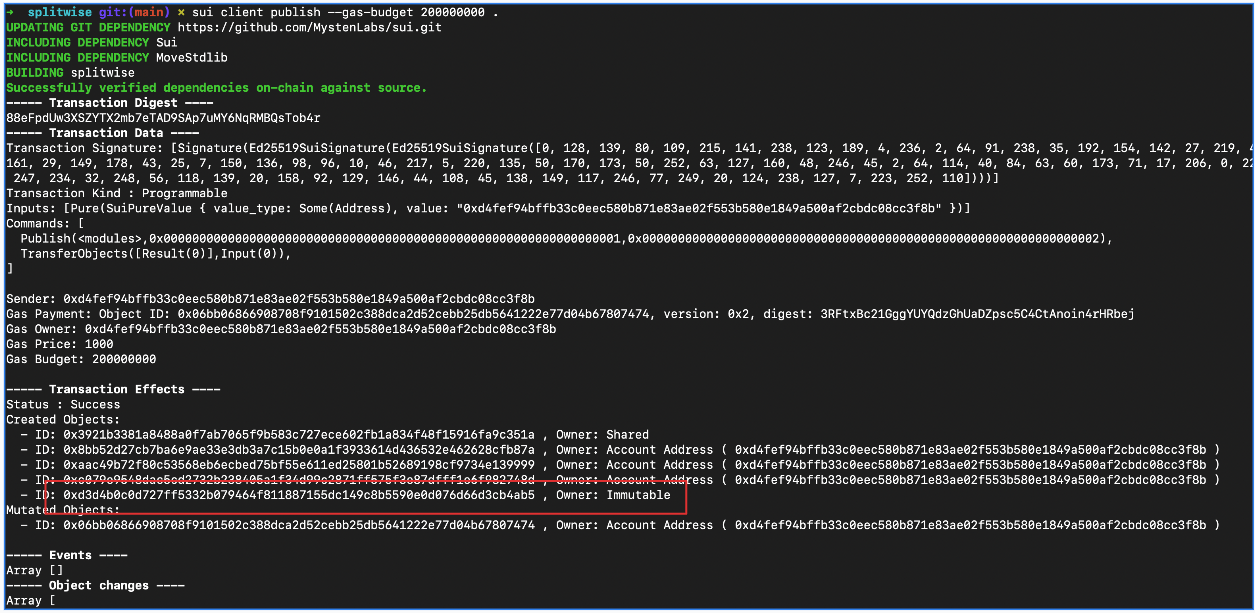 ➜ splitwise git:(main) ✗ sui client publish --gas-budget 200000000 .
UPDATING GIT DEPENDENCY https://github.com/MystenLabs/sui.git
INCLUDING DEPENDENCY Sui
INCLUDING DEPENDENCY MoveStdlib
BUILDING splitwise
Successfully verified dependencies on-chain against source.
----- Transaction Digest ----
88eFpdUw3XSZYTX2mb7eTAD9SAp7uMY6NqRMBQsTob4r
----- Transaction Data ----
Transaction Signature: [Signature(Ed25519SuiSignature(Ed25519SuiSignature([0, 128, 139, 80, 109, 215, 141, 238, 123, 189, 4, 236, 2, 64, 91, 238, 35, 192, 154, 142, 27, 219,
161, 29, 149, 178, 43, 25, 7, 150, 136, 98, 96, 10, 46, 217, 5, 220, 135, 50, 170, 173, 50, 252, 63, 127, 160, 48, 246, 45, 2, 64, 114, 40, 84, 63, 60, 173, 71, 17, 206, 0,
247, 234, 32, 248, 56, 118, 139, 20, 158, 92, 129, 146, 44, 108, 45, 138, 149, 117, 246, 77, 249, 20, 124, 238, 127, 7, 223, 252, 110])))]
Transaction Kind : Programmable
Inputs: [Pure(SuiPureValue { value_type: Some(Address), value: "0xd4fef94bffb33c0eec580b871e83ae02f553b580e1849a500af2cbdc08cc3f8b" })]
Commands: [
Publish(<modules>,0x0000000000000000000000000000000000000000000000000000000000000001,0x0000000000000000000000000000000000000000000000000000000000000002),
TransferObjects([Result(0)],Input(0)),
]
Sender: 0xd4fef94bffb33c0eec580b871e83ae02f553b580e1849a500af2cbdc08cc3f8b
Gas Payment: Object ID: 0x06bb06866908708f9101502c388dca2d52cebb25db5641222e77d04b67807474, version: 0x2, digest: 3RFtxBc21GggYUYQdzGhUaDZpsc5C4CtAnoin4rHRbej
Gas Owner: 0xd4fef94bffb33c0eec580b871e83ae02f553b580e1849a500af2cbdc08cc3f8b
Gas Price: 1000
Gas Budget: 200000000
----- Transaction Effects ----
Status : Success
Created Objects:
- ID: 0x3921b3381a8488a0f7ab7065f9b583c727ece602fb1a834f48f15916fa9c351a , Owner: Shared
- ID: 0x8bb52d27cb7ba6e9ae33e3db3a7c15b0e0a1f3933614d436532e462628cfb87a , Owner: Account Address ( 0xd4fef94bffb33c0eec580b871e83ae02f553b580e1849a500af2cbdc08cc3f8b )
- ID: 0xaac49b72f80c53568eb6ecbed75bf55e611ed25801b52689198cf9734e139999 , Owner: Account Address ( 0xd4fef94bffb33c0eec580b871e83ae02f553b580e1849a500af2cbdc08cc3f8b )
- ID: , Owner: Account Address ( 0xd4fef94bffb33c0eec580b871e83ae02f553b580e1849a500af2cbdc08cc3f8b )
- ID: 0xd3d4b0c0d727ff5332b079464f811887155dc149c8b5590e0d076d66d3cb4ab5 , Owner: Immutable
Mutated Objects:
- ID: 0x06bb06866908708f9101502c388dca2d52cebb25db5641222e77d04b67807474 , Owner: Account Address ( 0xd4fef94bffb33c0eec580b871e83ae02f553b580e1849a500af2cbdc08cc3f8b )
----- Events ----
Array []
----- Object changes ----
Array [